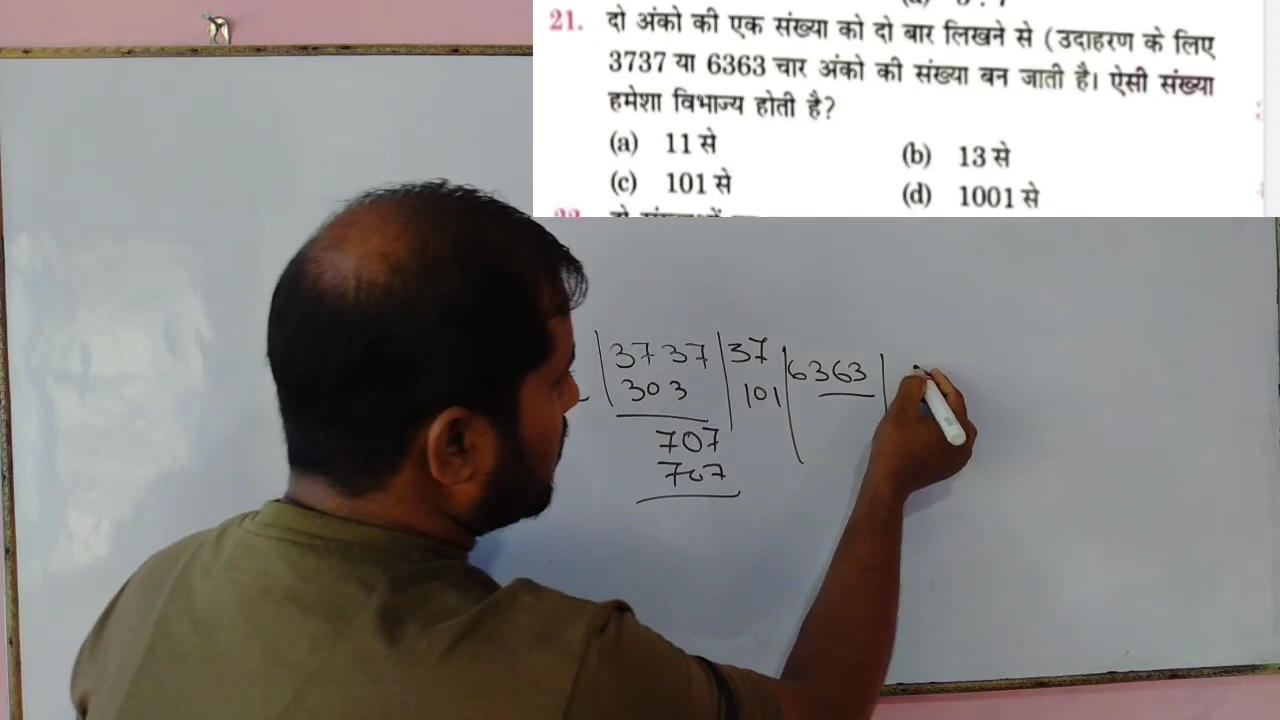 21. दो अंको की एक संख्या को दो बार लिखने से (उदाहरण के लिए
3737 या 6363 चार अंको की संख्या बन जाती है। ऐसी संख्या
हमेशा विभाज्य होती है?
(a) 11 से
(b) 13 से
(c) 101 से
(d) 1001 से
3737 37 6363
303 101
707
707